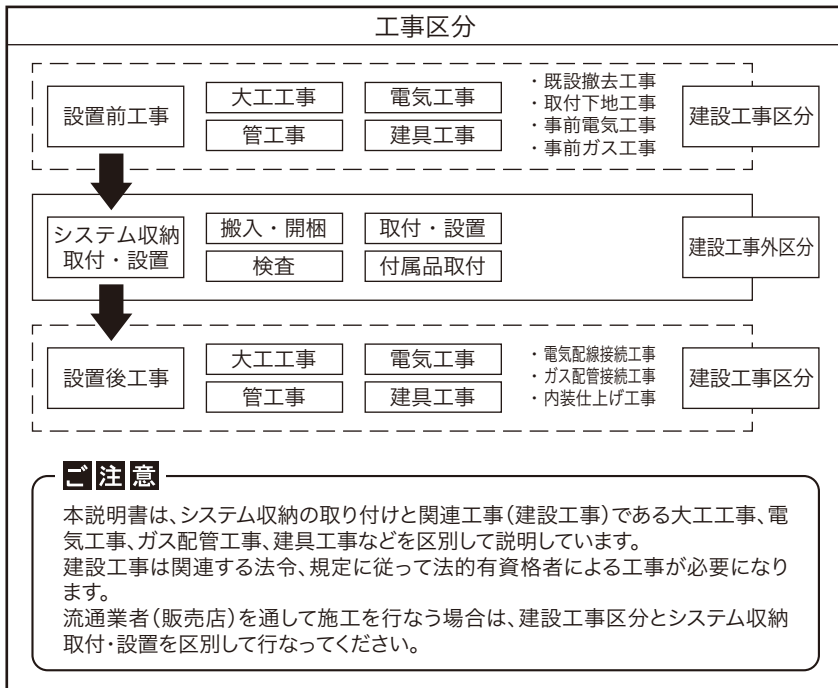 工事区分
設置前工事
大工工事
電気工事
管工事
建具工事
・既設撤去工事
・取付下地工事
・事前電気工事
・事前ガス工事
建設工事区分
システム収納
取付・設置
搬入・開梱
取付・設置
検査
付属品取付
建設工事外区分
設置後工事
大工工事
電気工事
管工事
建具工事
・電気配線接続工事
・ガス配管接続工事
・内装仕上げ工事
建設工事区分
ご注意
本説明書は、システム収納の取り付けと関連工事(建設工事)である大工工事、電
気工事、ガス配管工事、建具工事などを区別して説明しています。
建設工事は関連する法令、規定に従って法的有資格者による工事が必要になり
ます。
流通業者(販売店)を通して施工を行なう場合は、建設工事区分とシステム収納
取付・設置を区別して行なってください。